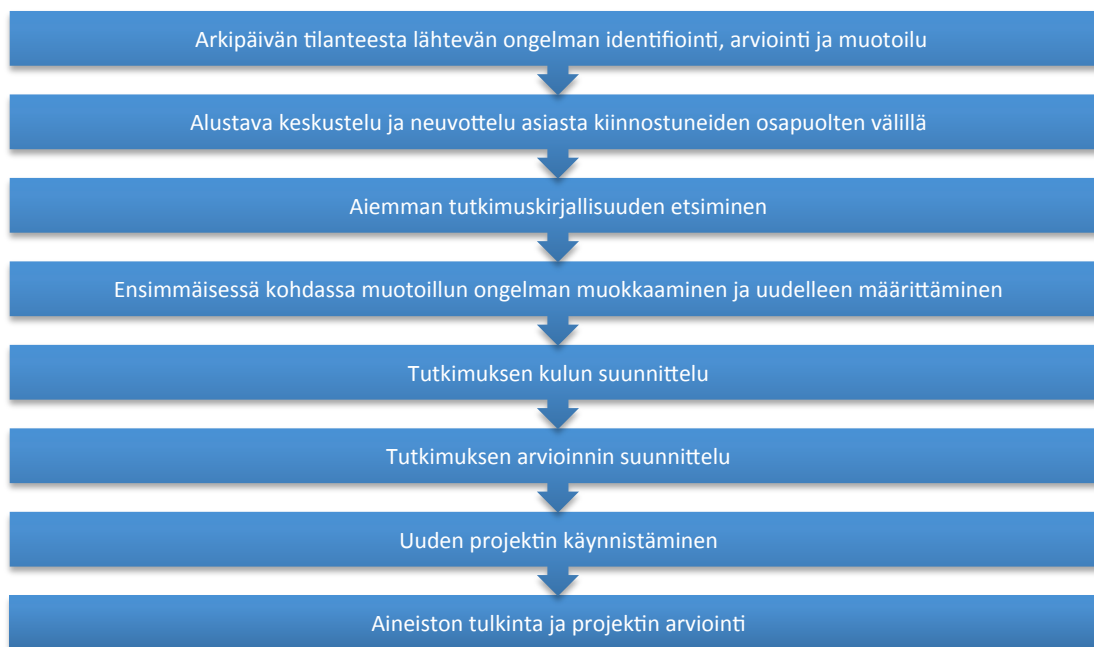 Arkipäivän tilanteesta lähtevän ongelman identifiointi, arviointi ja muotoilu
Alustava keskustelu ja neuvottelu asiasta kiinnostuneiden osapuolten välillä
Aiemman tutkimuskirjallisuuden etsiminen
Ensimmäisessä kohdassa muotoillun ongelman muokkaaminen ja uudelleen määrittäminen
Tutkimuksen kulun suunnittelu
Tutkimuksen arvioinnin suunnittelu
Uuden projektin käynnistäminen
Aineiston tulkinta ja projektin arviointi